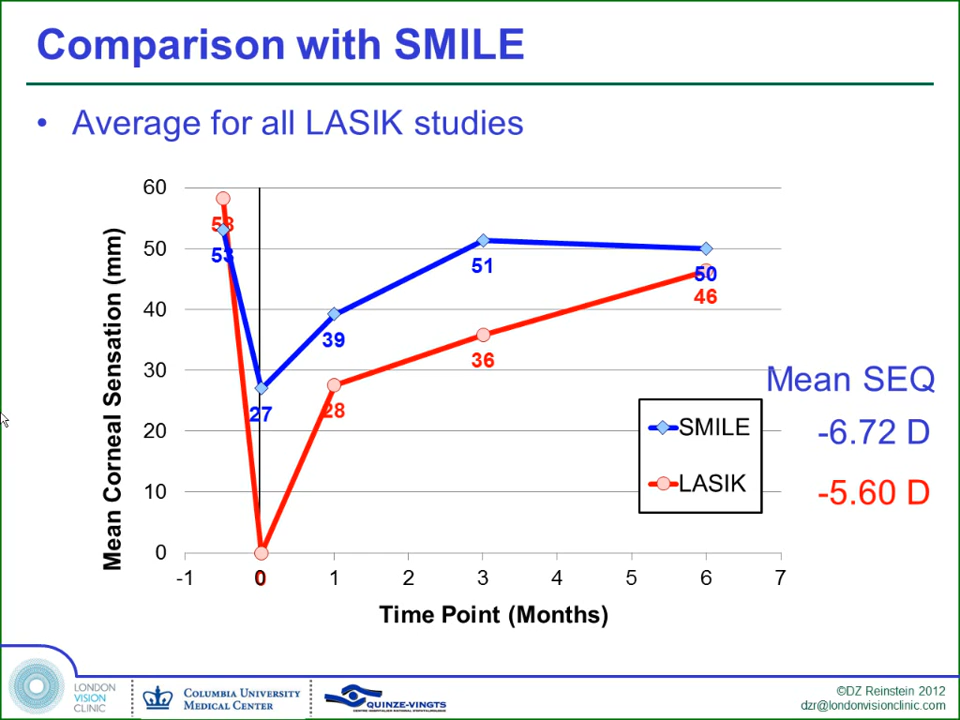 Comparison with SMILE
• Average for all LASIK studies
60
50
40
30
20
10
0
Mean Corneal Sensation (mm)
58
53
27
39
51
50
0
28
36
46
-1
0
1
2
3
4
5
6
7
Time Point (Months)
SMILE
LASIK
Mean SEQ
-6.72 D
-5.60 D
LONDON
VISION
CLINIC
COLUMBIA UNIVERSITY
MEDICAL CENTER
QUINZE-VINGTS
©DZ Reinstein 2012
dzr@londonvisionclinic.com